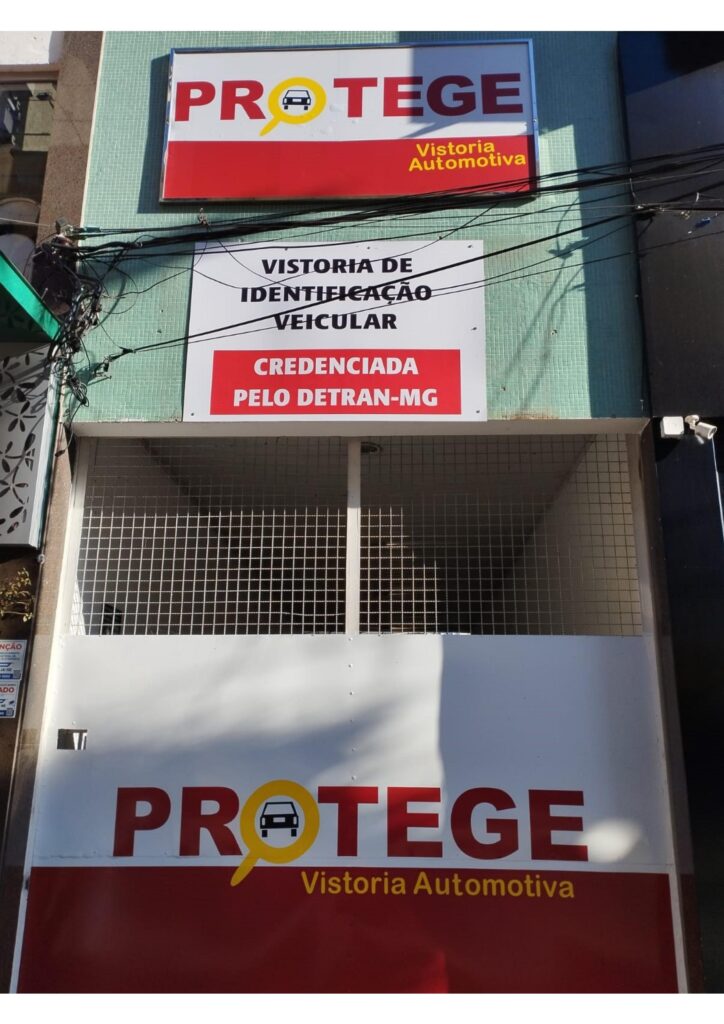 PROTEGE
Vistoria
Automotiva
VISTORIA DE
IDENTIFICAÇÃO
VEICULAR
CREDENCIADA
PELO DETRAN-MG
PROTEGE
Vistoria Automotiva